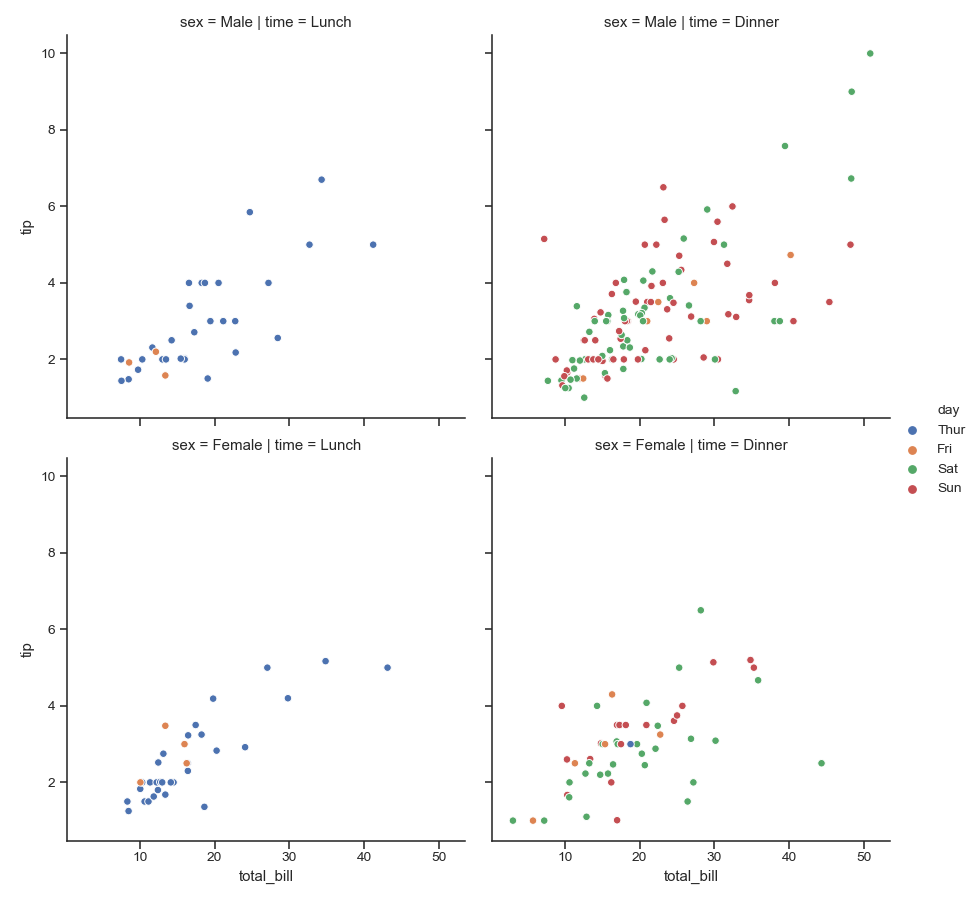 sex = Male | time = Lunch
sex = Male | time = Dinner
10
8
6
4
2
tip
day
Thur
Fri
Sat
Sun
sex = Female | time = Lunch
sex = Female | time = Dinner
10
8
6
4
2
tip
10 20 30 40 50
10 20 30 40 50
total_bill
total_bill